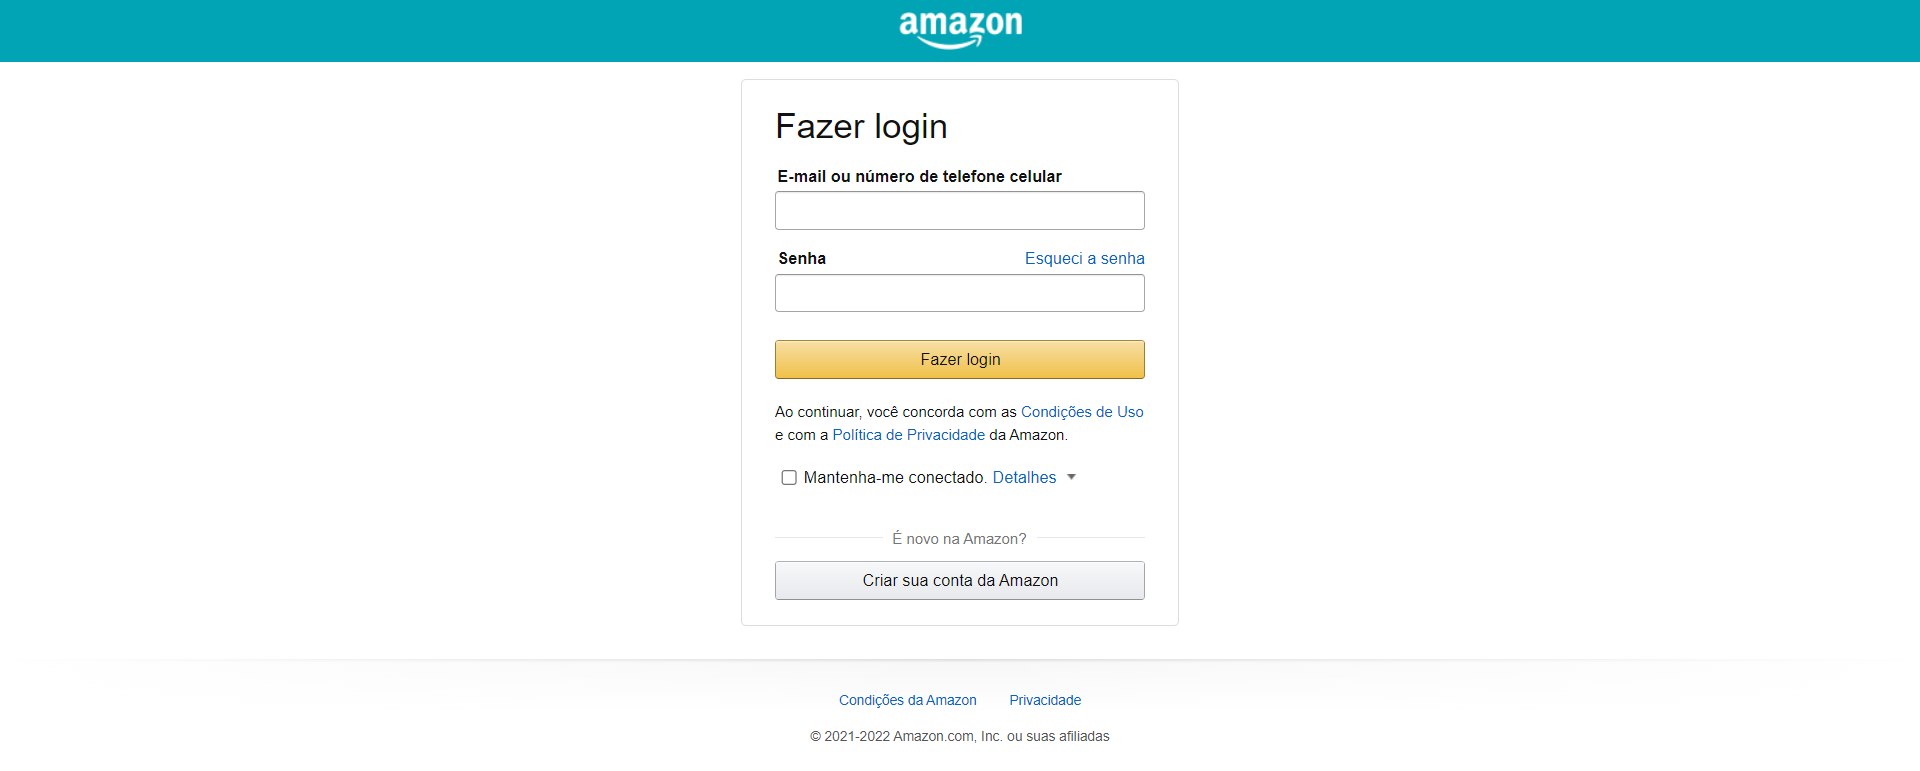 amazon
Fazer login
E-mail ou número de telefone celular
Senha Esqueci a senha
Fazer login
Ao continuar, você concorda com as Condições de Uso
e com a Política de Privacidade da Amazon.
Mantenha-me conectado. Detalhes
É novo na Amazon?
Criar sua conta da Amazon
Condições da Amazon Privacidade
© 2021-2022 Amazon.com, Inc. ou suas afiliadas